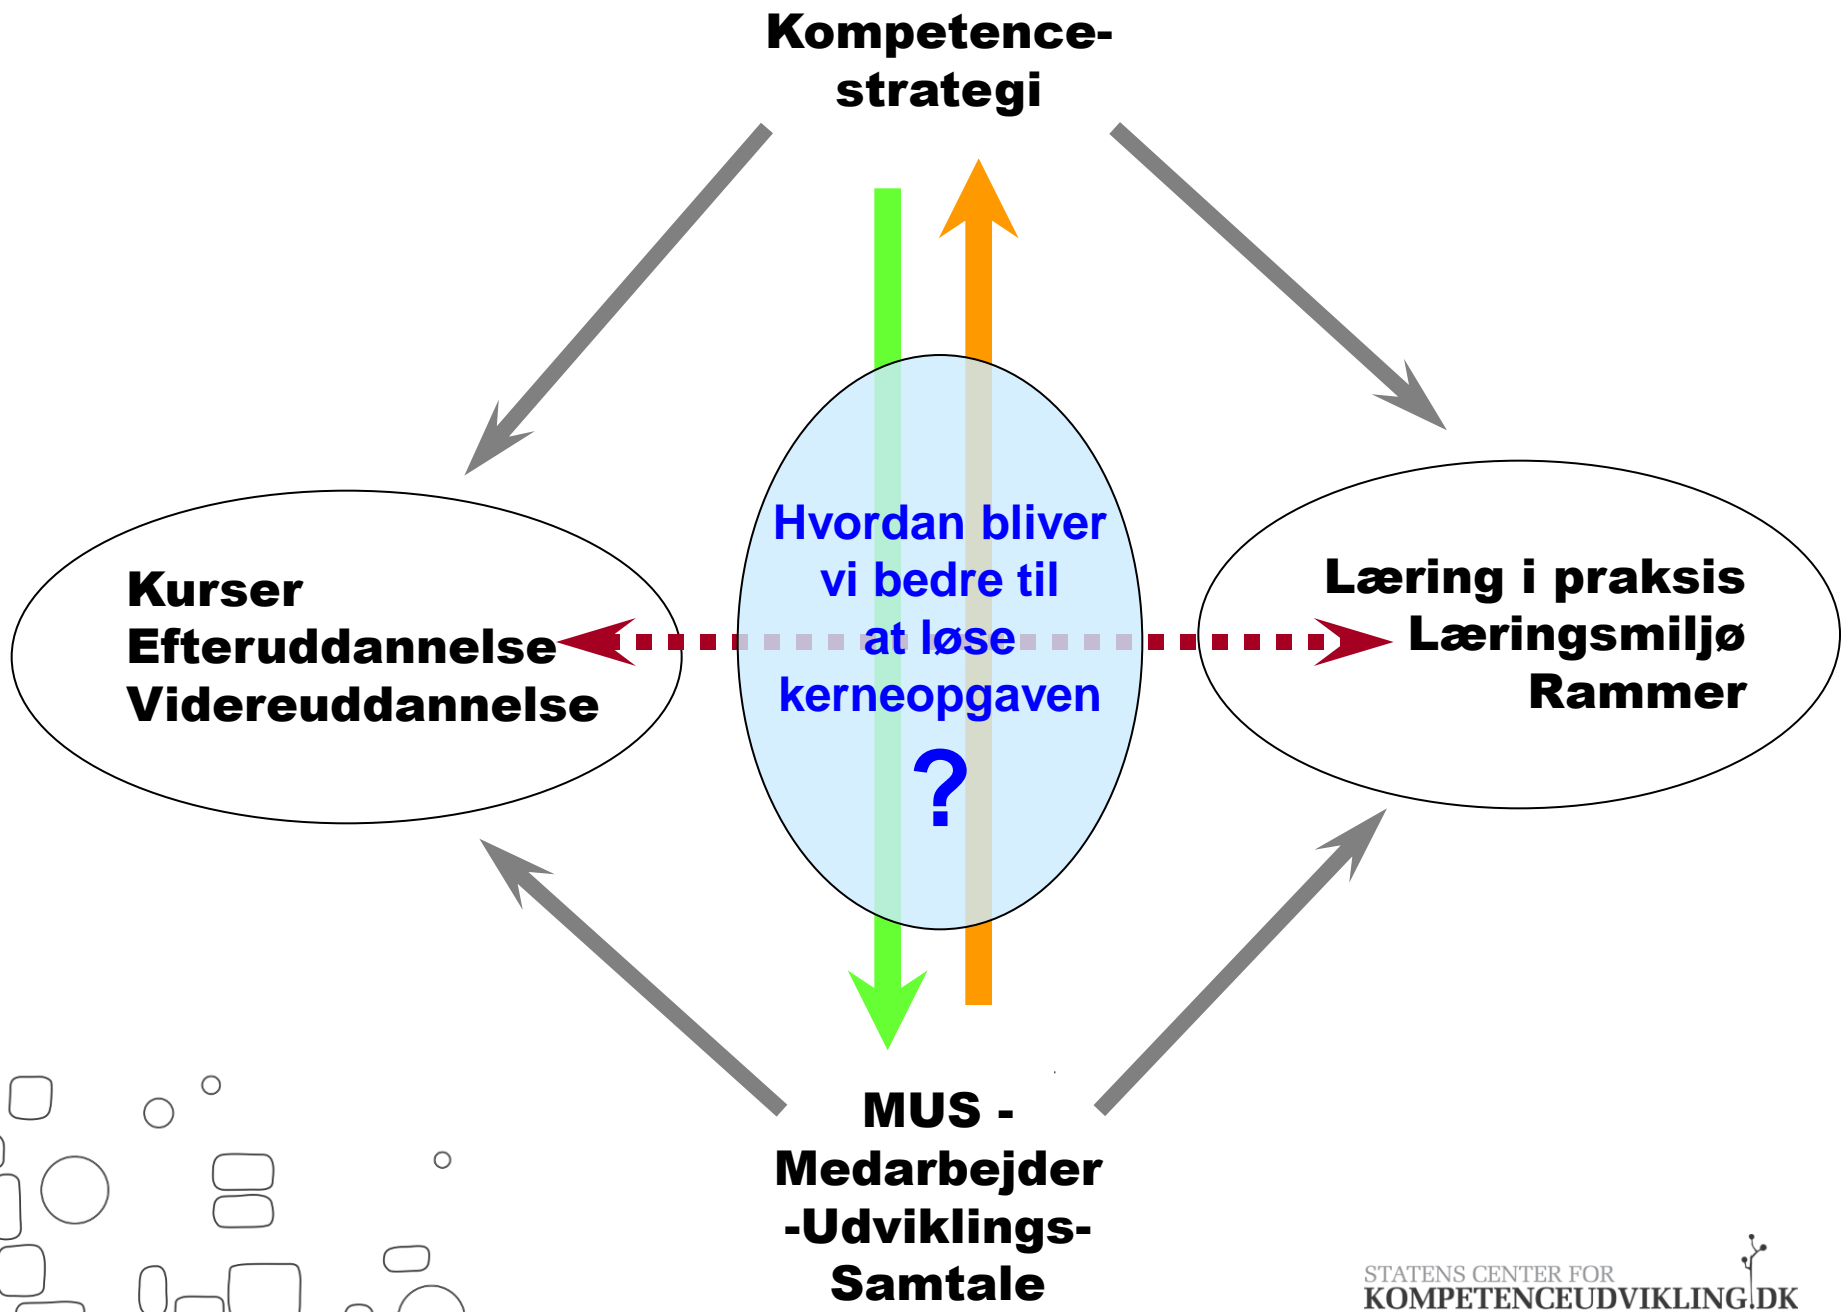 Kompetence-
strategi
Hvordan bliver
vi bedre til
at løse
kerneopgaven
?
Kurser
Efteruddannelse
Videreuddannelse
Læring i praksis
Læringsmiljø
Rammer
MUS -
Medarbejder
-Udviklings-
Samtale
STATENS CENTER FOR
KOMPETENCEUDVIKLING.DK